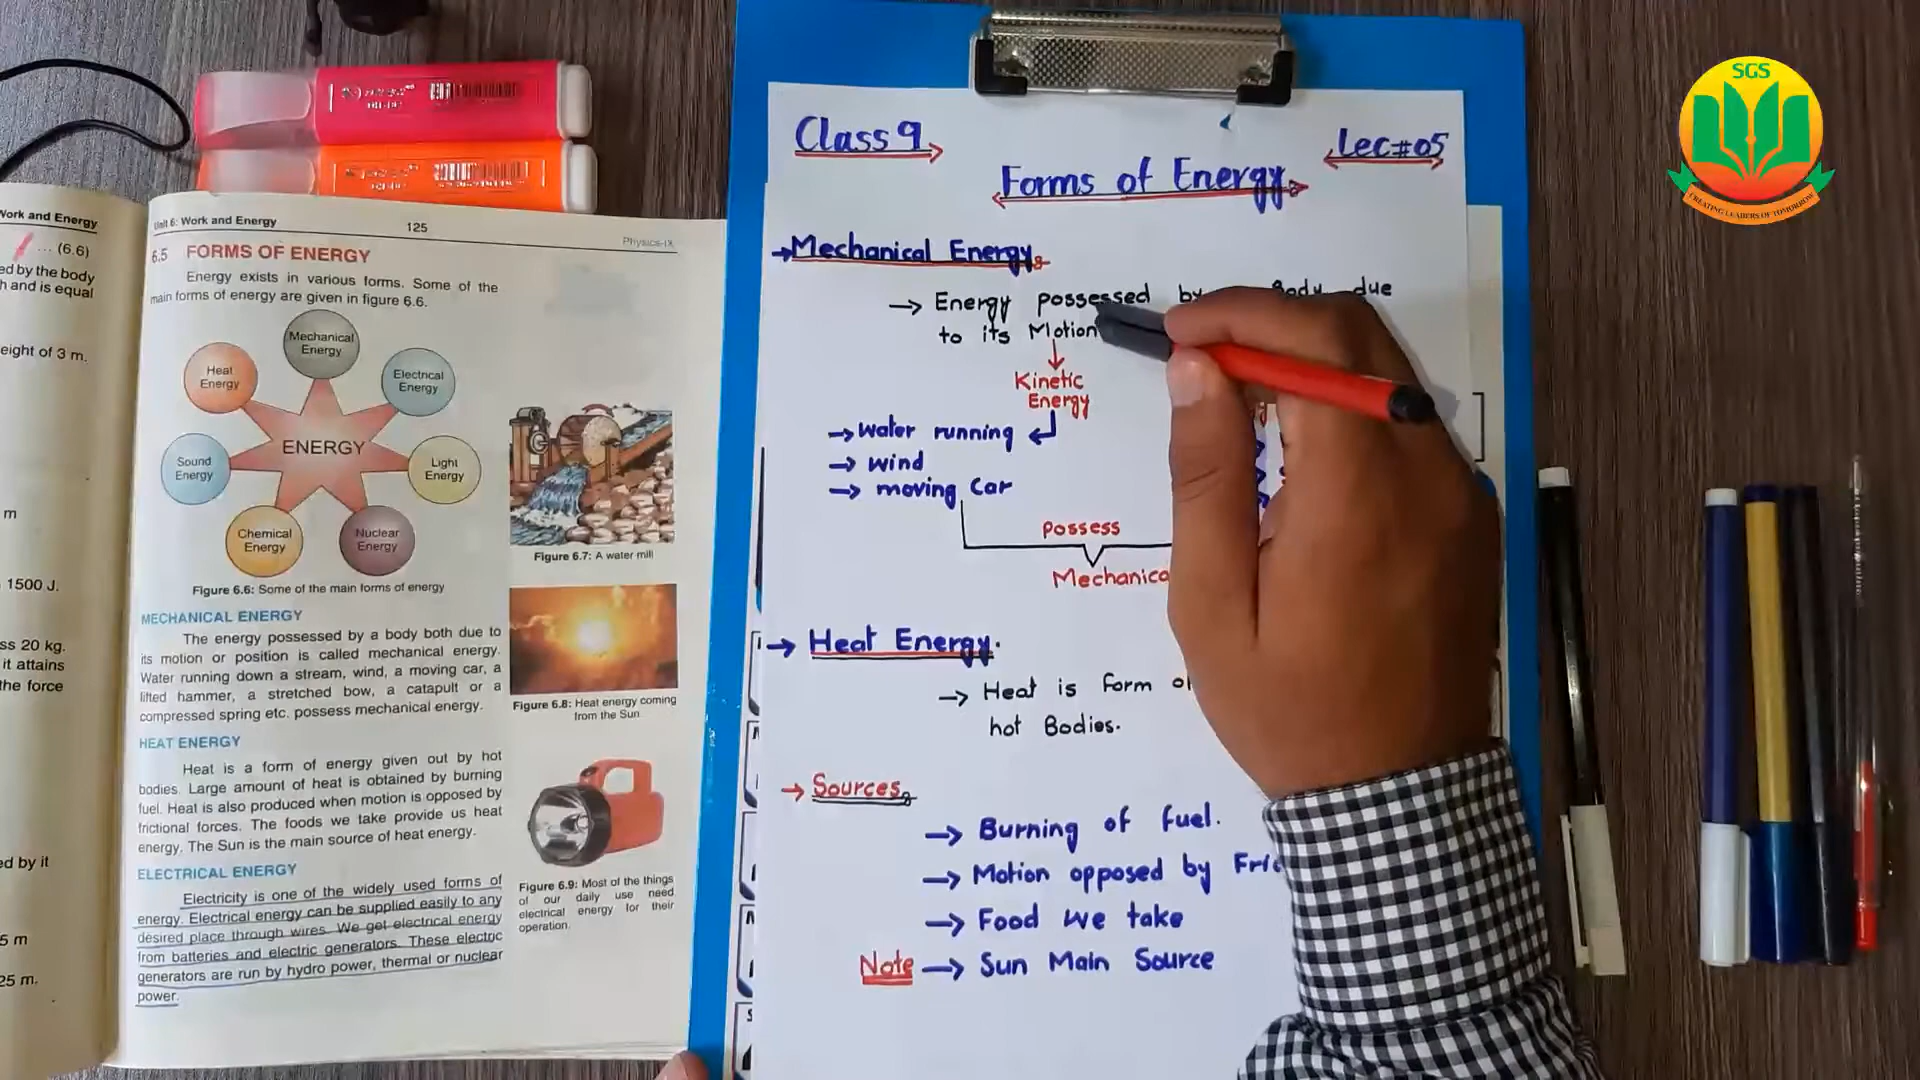 Work and Energy
... (6.6)
ed by the body
h and is equal
eight of 3 m.
m
1500 J.
ss 20 kg.
it attains
the force
ed by it
5 m
25 m.
Unit 6: Work and Energy
125
Physics-IX
6.5 FORMS OF ENERGY
Energy exists in various forms. Some of the
main forms of energy are given in figure 6.6.
Mechanical
Energy
Heat
Energy
Electrical
Energy
ENERGY
Sound
Energy
Light
Energy
Chemical
Energy
Nuclear
Energy
Figure 6.6: Some of the main forms of energy
Figure 6.7: A water mill
MECHANICAL ENERGY
The energy possessed by a body both due to
its motion or position is called mechanical energy.
Water running down a stream, wind, a moving car, a
lifted hammer, a stretched bow, a catapult or a
compressed spring etc. possess mechanical energy.
Figure 6.8: Heat energy coming
from the Sun
HEAT ENERGY
Heat is a form of energy given out by hot
bodies. Large amount of heat is obtained by burning
fuel. Heat is also produced when motion is opposed by
frictional forces. The foods we take provide us heat
energy. The Sun is the main source of heat energy.
ELECTRICAL ENERGY
Electricity is one of the widely used forms of
energy. Electrical energy can be supplied easily to any
desired place through wires. We get electrical energy
from batteries and electric generators. These electric
generators are run by hydro power, thermal or nuclear
power.
Figure 6.9: Most of the things
of our daily use need
electrical energy for their
operation.
Class 9
Lec#05
Forms of Energy
→ Mechanical Energy
→ Energy possessed by Body due
to its Motion
Kinetic
Energy
→ Water running
→ wind
→ moving Car
Possess
Mechanica
→ Heat Energy.
→ Heat is form of
hot Bodies.
→ Sources
→ Burning of fuel.
→ Motion opposed by Fric
→ Food we take
Note → Sun Main Source
SGS
CREATING LEADERS OF TOMORROW